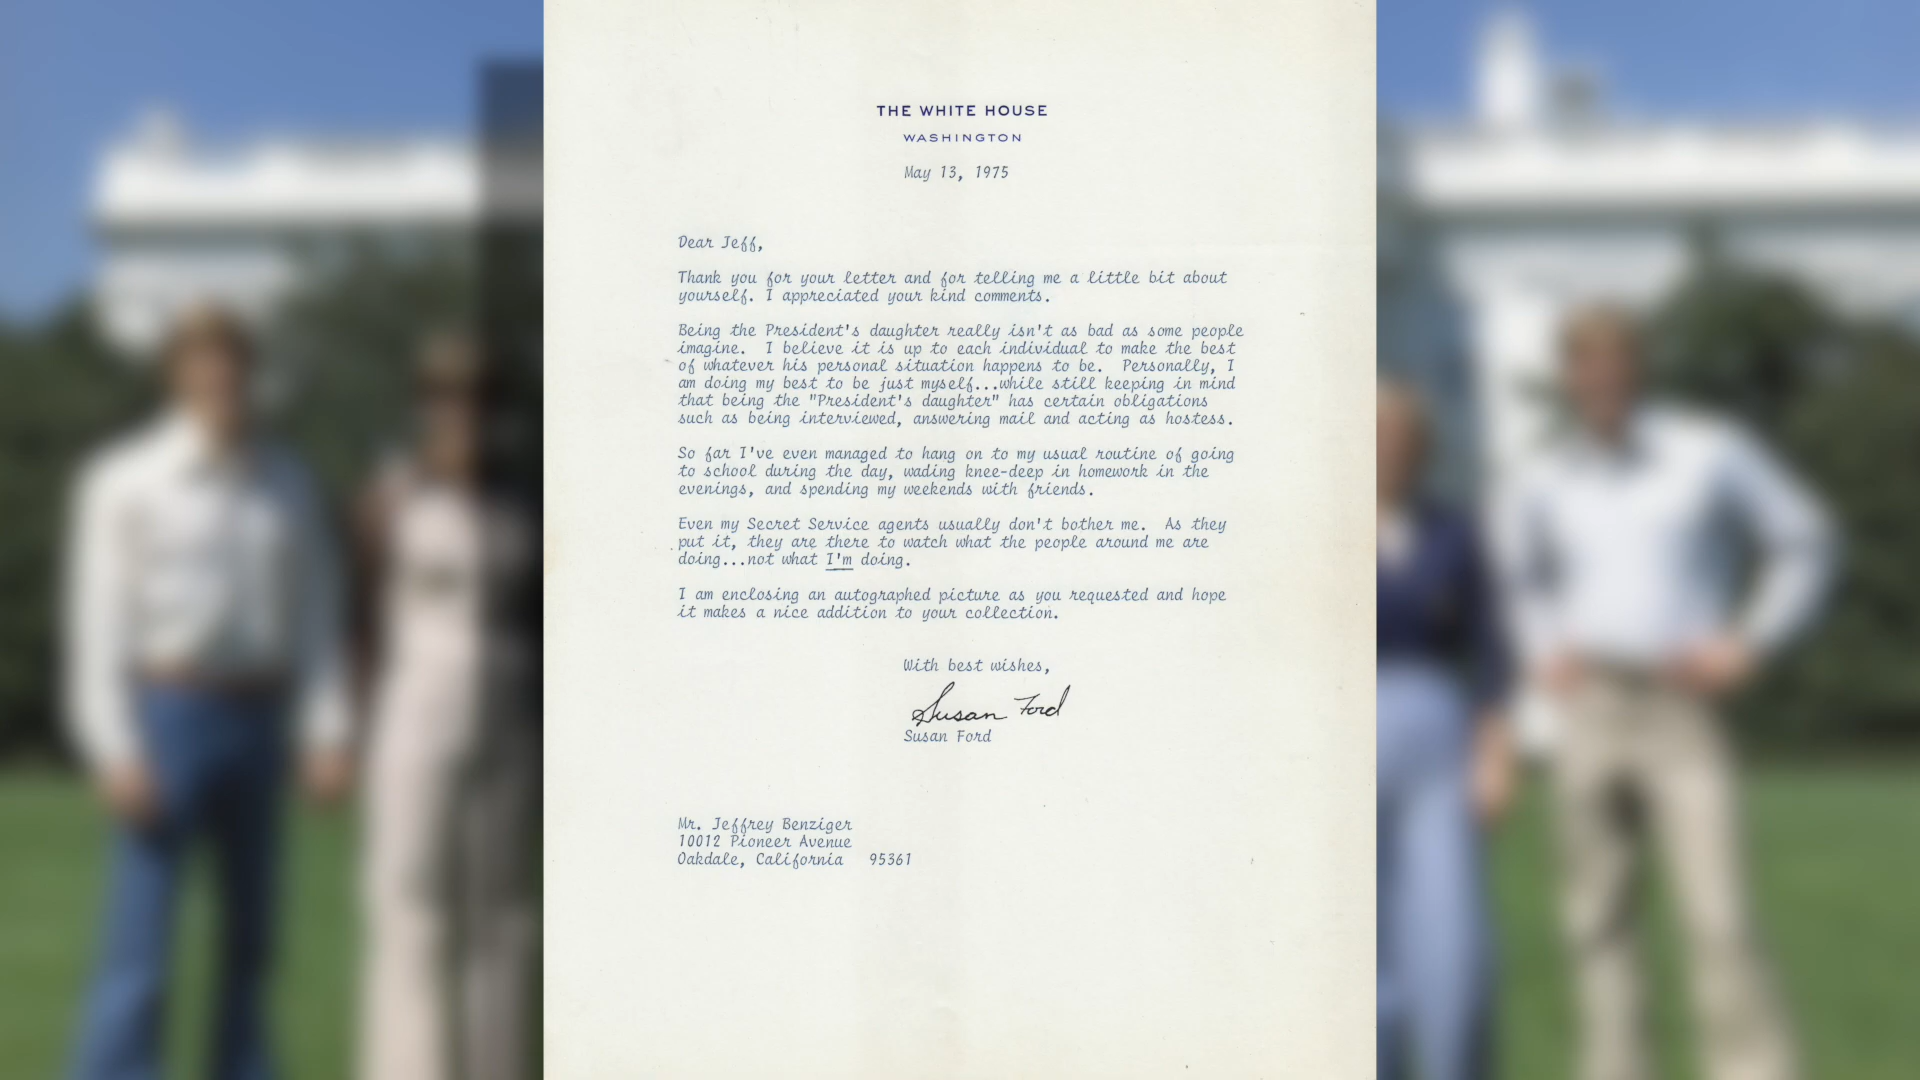 THE WHITE HOUSE
WASHINGTON
May 13, 1975
Dear Jeff,
Thank you for your letter and for telling me a little bit about
yourself. I appreciated your kind comments.
Being the President's daughter really isn't as bad as some people
imagine.  I believe it is up to each individual to make the best
of whatever his personal situation happens to be.  Personally, I
am doing my best to be just myself...while still keeping in mind
that being the "President's daughter" has certain obligations
such as being interviewed, answering mail and acting as hostess.
So far I've even managed to hang on to my usual routine of going
to school during the day, wading knee-deep in homework in the
evenings, and spending my weekends with friends.
Even my Secret Service agents usually don't bother me.  As they
put it, they are there to watch what the people around me are
doing...not what I'm doing.
I am enclosing an autographed picture as you requested and hope
it makes a nice addition to your collection.
With best wishes,
Susan Ford
Susan Ford
Mr. Jeffrey Benziger
10012 Pioneer Avenue
Oakdale, California   95361